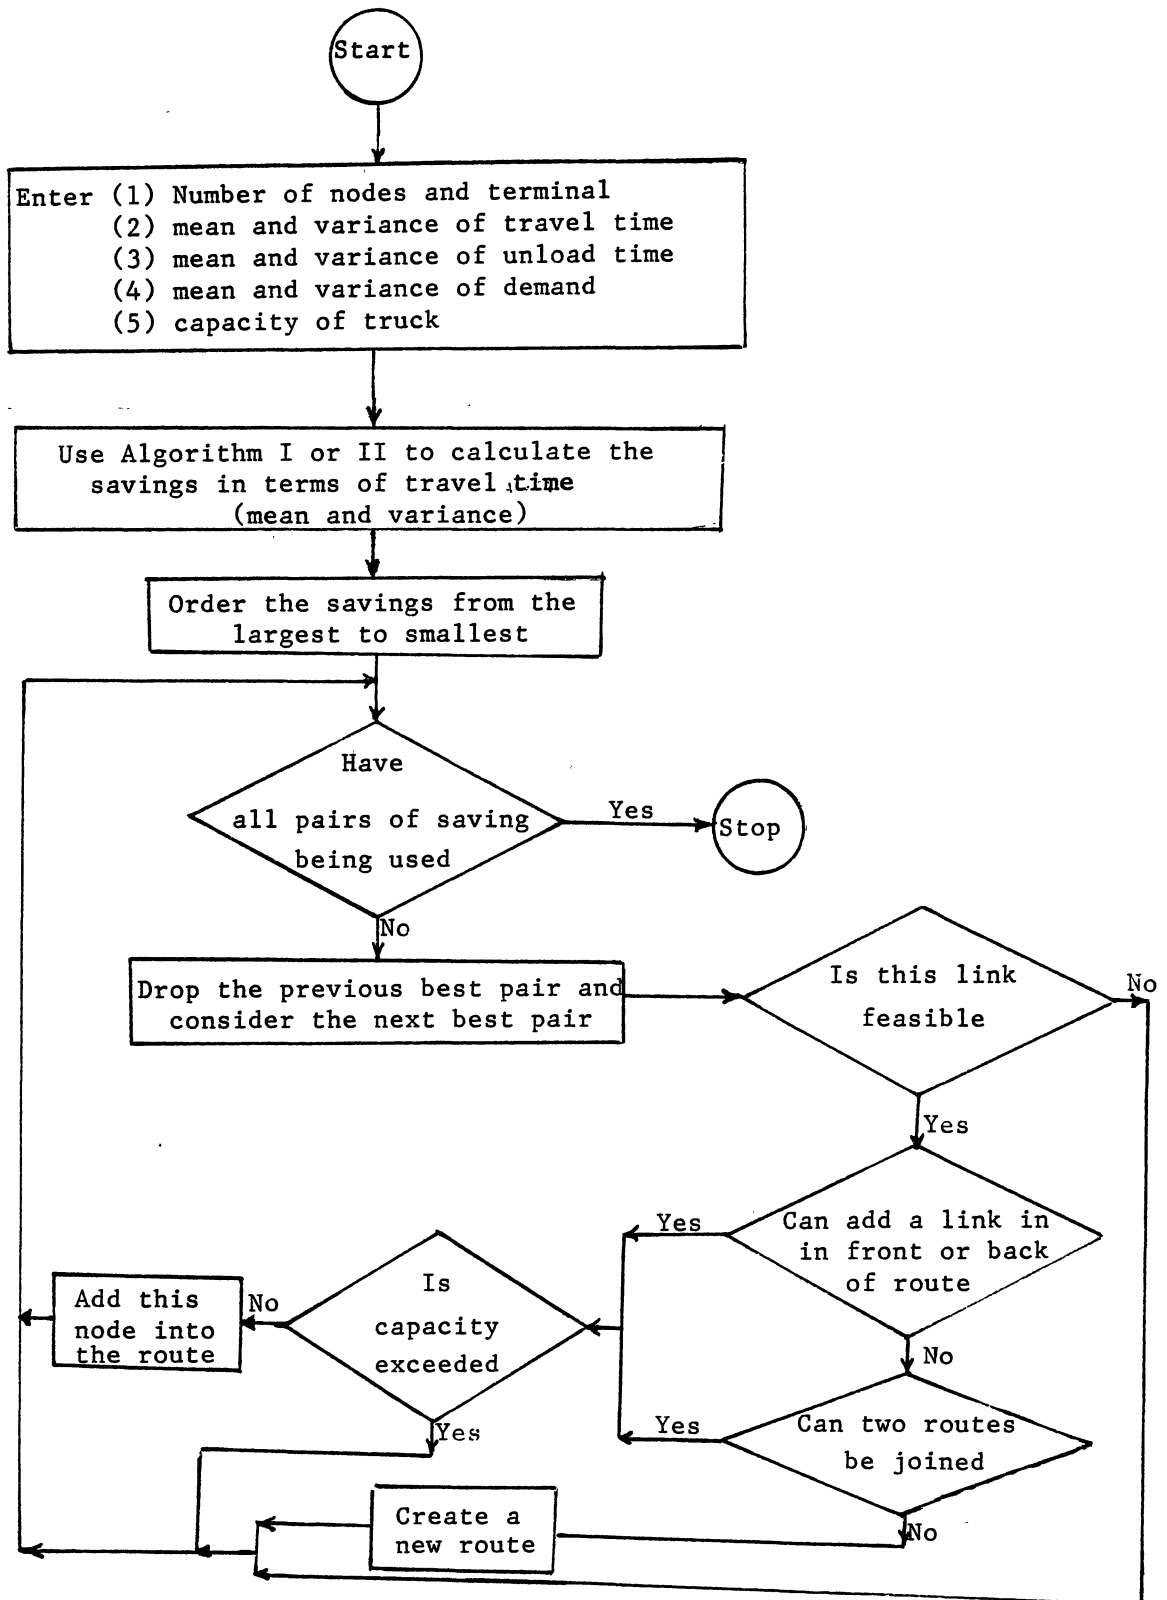 Start
Enter (1) Number of nodes and terminal
(2) mean and variance of travel time
(3) mean and variance of unload time
(4) mean and variance of demand
(5) capacity of truck
Use Algorithm I or II to calculate the
savings in terms of travel time
(mean and variance)
Order the savings from the
largest to smallest
Have
all pairs of saving
being used
Yes
Stop
No
Drop the previous best pair and
consider the next best pair
Is this link
feasible
No
Yes
Can add a link in
in front or back
of route
Yes
No
Is
capacity
exceeded
No
Add this
node into
the route
Yes
Can two routes
be joined
Yes
No
Create a
new route